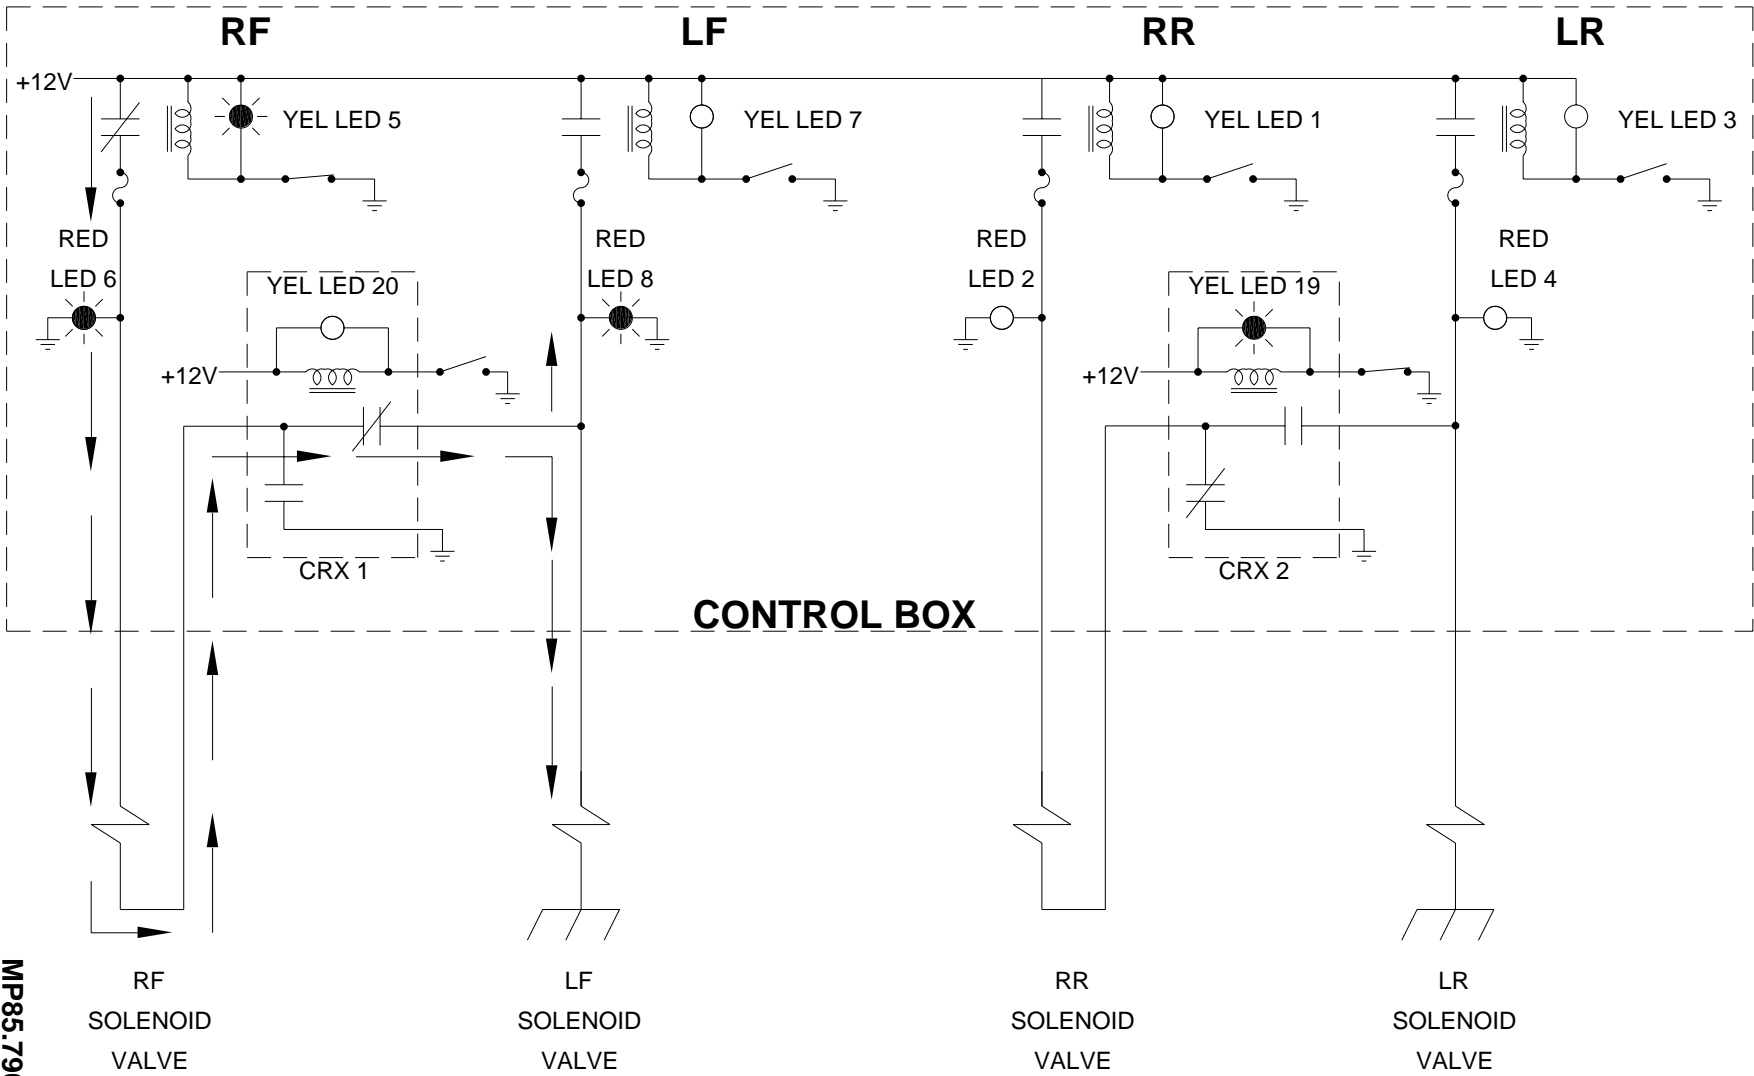 RF LF RR LR
+12V
YEL LED 5 YEL LED 7 YEL LED 1 YEL LED 3
RED RED RED RED
LED 6 LED 8 LED 2 LED 4
YEL LED 20 YEL LED 19
+12V +12V
CRX 1 CRX 2
CONTROL BOX
RF LF RR LR
SOLENOID SOLENOID SOLENOID SOLENOID
VALVE VALVE VALVE VALVE